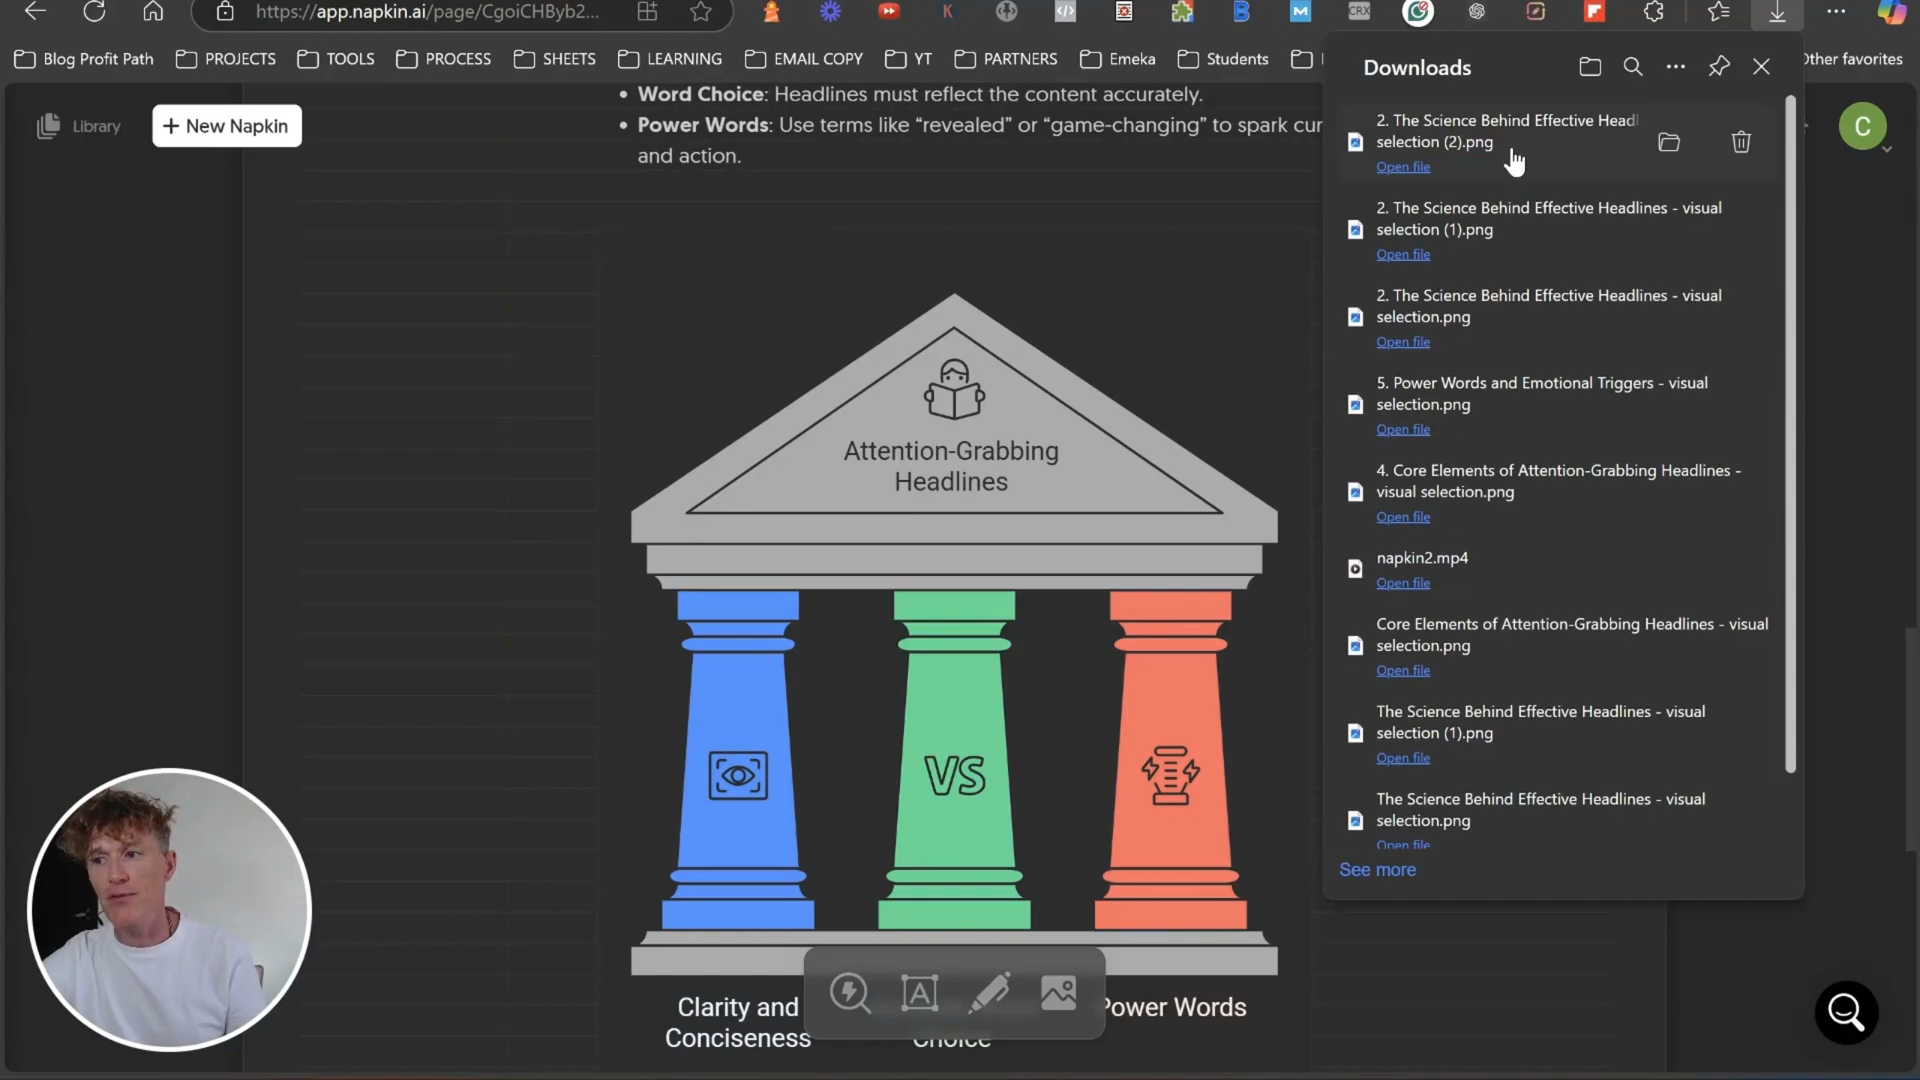 https://app.napkin.ai/page/CgoiCHByb2...
CRX
Blog Profit Path
PROJECTS
TOOLS
PROCESS
SHEETS
LEARNING
EMAIL COPY
YT
PARTNERS
Emeka
Students
Other favorites
Library
+ New Napkin
C
• Word Choice: Headlines must reflect the content accurately.
• Power Words: Use terms like “revealed” or “game-changing” to spark cur
and action.
Attention-Grabbing
Headlines
VS
Clarity and
Conciseness
Choice
Power Words
Downloads
2. The Science Behind Effective Headl
selection (2).png
Open file
2. The Science Behind Effective Headlines - visual
selection (1).png
Open file
2. The Science Behind Effective Headlines - visual
selection.png
Open file
5. Power Words and Emotional Triggers - visual
selection.png
Open file
4. Core Elements of Attention-Grabbing Headlines -
visual selection.png
Open file
napkin2.mp4
Open file
Core Elements of Attention-Grabbing Headlines - visual
selection.png
Open file
The Science Behind Effective Headlines - visual
selection (1).png
Open file
The Science Behind Effective Headlines - visual
selection.png
Open file
See more